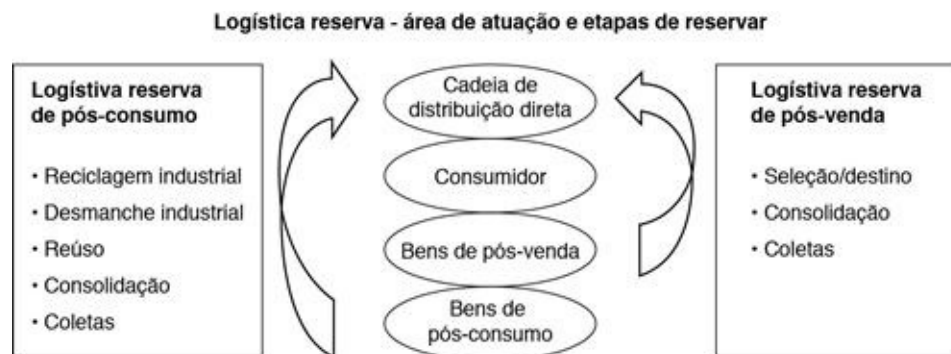 Logística reserva - área de atuação e etapas de reservar
Logístiva reserva
de pós-consumo
• Reciclagem industrial
• Desmanche industrial
• Reúso
• Consolidação
• Coletas
Cadeia de
distribuição direta
Consumidor
Bens de pós-venda
Bens de
pós-consumo
Logístiva reserva
de pós-venda
• Seleção/destino
• Consolidação
• Coletas